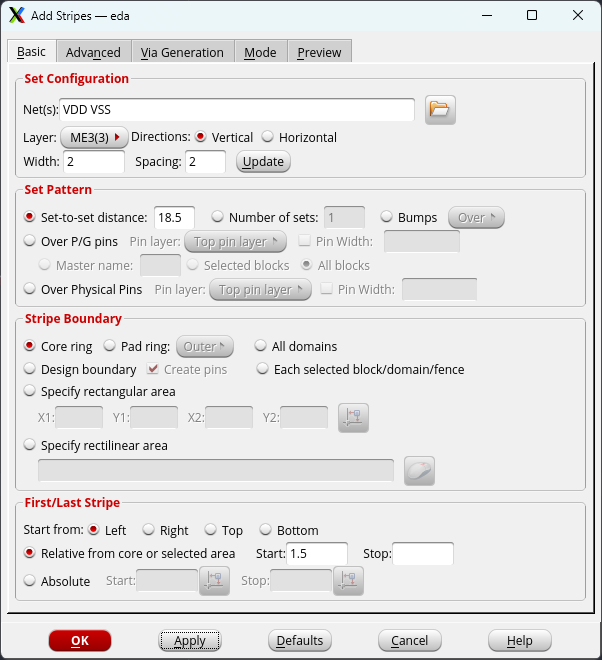 Add Stripes — eda
Basic Advanced Via Generation Mode Preview
Set Configuration
Net(s): VDD VSS
Layer: ME3(3) Directions: Vertical Horizontal
Width: 2 Spacing: 2 Update
Set Pattern
Set-to-set distance: 18.5 Number of sets: 1 Bumps Over
Over P/G pins Pin layer: Top pin layer Pin Width:
Master name: Selected blocks All blocks
Over Physical Pins Pin layer: Top pin layer Pin Width:
Stripe Boundary
Core ring Pad ring: Outer All domains
Design boundary Create pins Each selected block/domain/fence
Specify rectangular area
X1: Y1: X2: Y2:
Specify rectilinear area
First/Last Stripe
Start from: Left Right Top Bottom
Relative from core or selected area Start: 1.5 Stop:
Absolute Start: Stop:
OK Apply Defaults Cancel Help